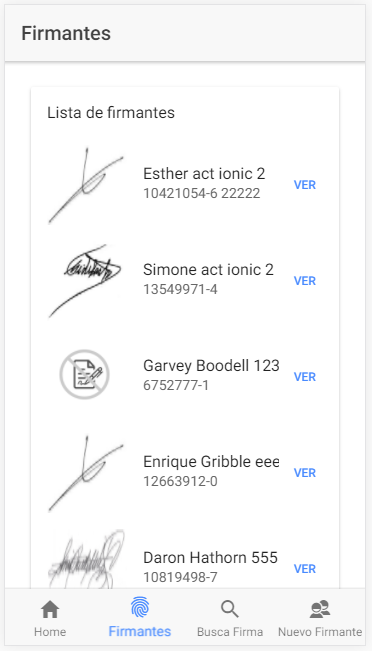 Firmantes
Lista de firmantes
Esther act ionic 2
10421054-6 22222
VER
Simone act ionic 2
13549971-4
VER
Garvey Boodell 123
6752777-1
VER
Enrique Gribble eee
12663912-0
VER
Daron Hathorn 555
10819498-7
VER
Home
Firmantes
Busca Firma
Nuevo Firmante